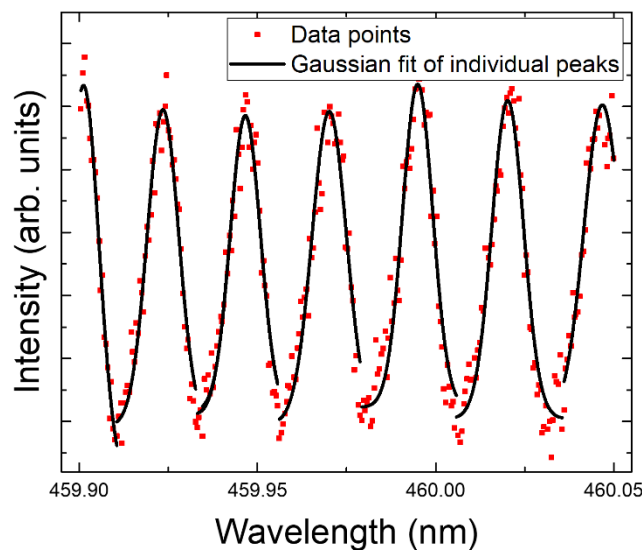 Data points
Gaussian fit of individual peaks
Intensity (arb. units)
459.90 459.95 460.00 460.05
Wavelength (nm)